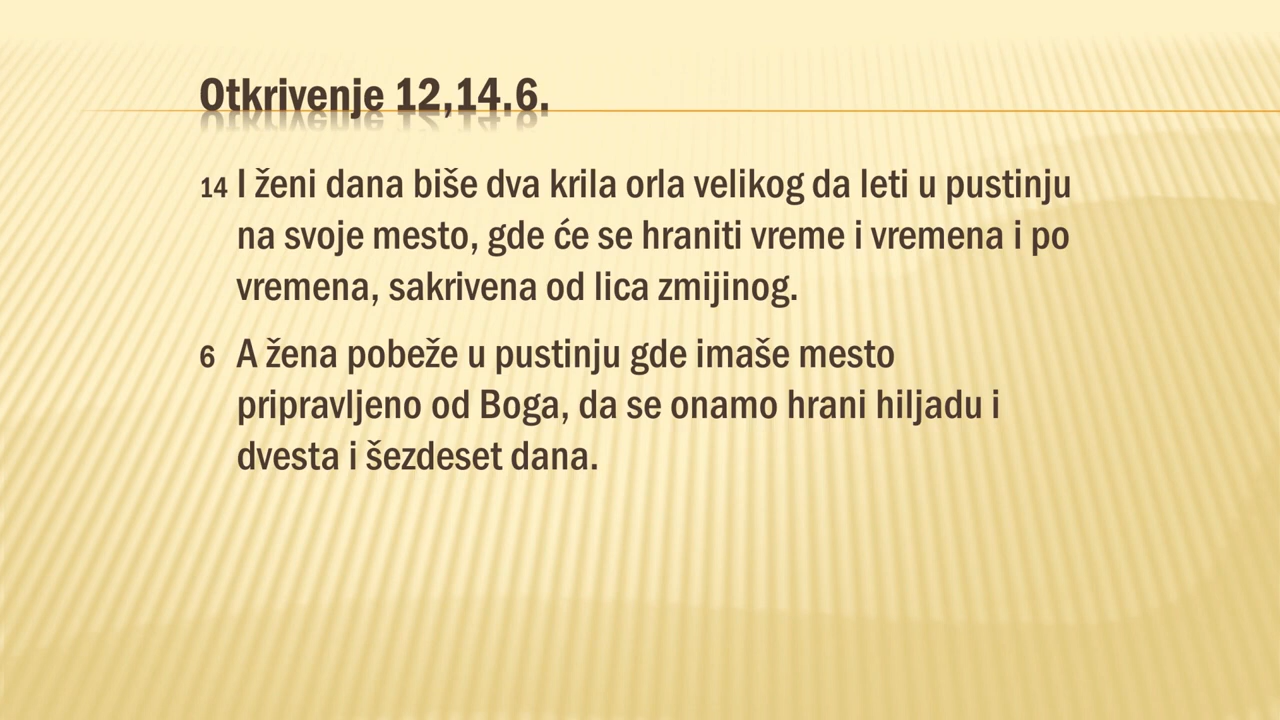 Otkrivenje 12,14.6.
14 I ženi dana biše dva krila orla velikog da leti u pustinju
na svoje mesto, gde će se hraniti vreme i vremena i po
vremena, sakrivena od lica zmijinog.
6 A žena pobeže u pustinju gde imaše mesto
pripravljeno od Boga, da se onamo hrani hiljadu i
dvesta i šezdeset dana.